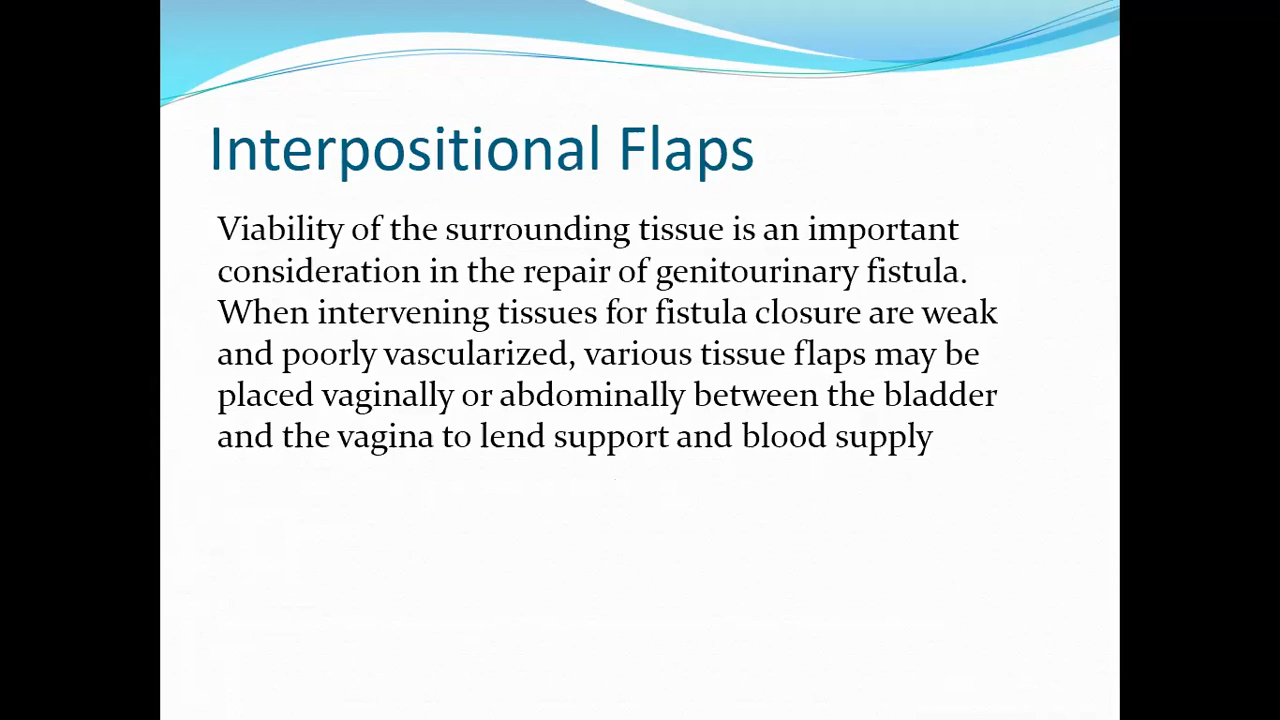 Interpositional Flaps
Viability of the surrounding tissue is an important
consideration in the repair of genitourinary fistula.
When intervening tissues for fistula closure are weak
and poorly vascularized, various tissue flaps may be
placed vaginally or abdominally between the bladder
and the vagina to lend support and blood supply